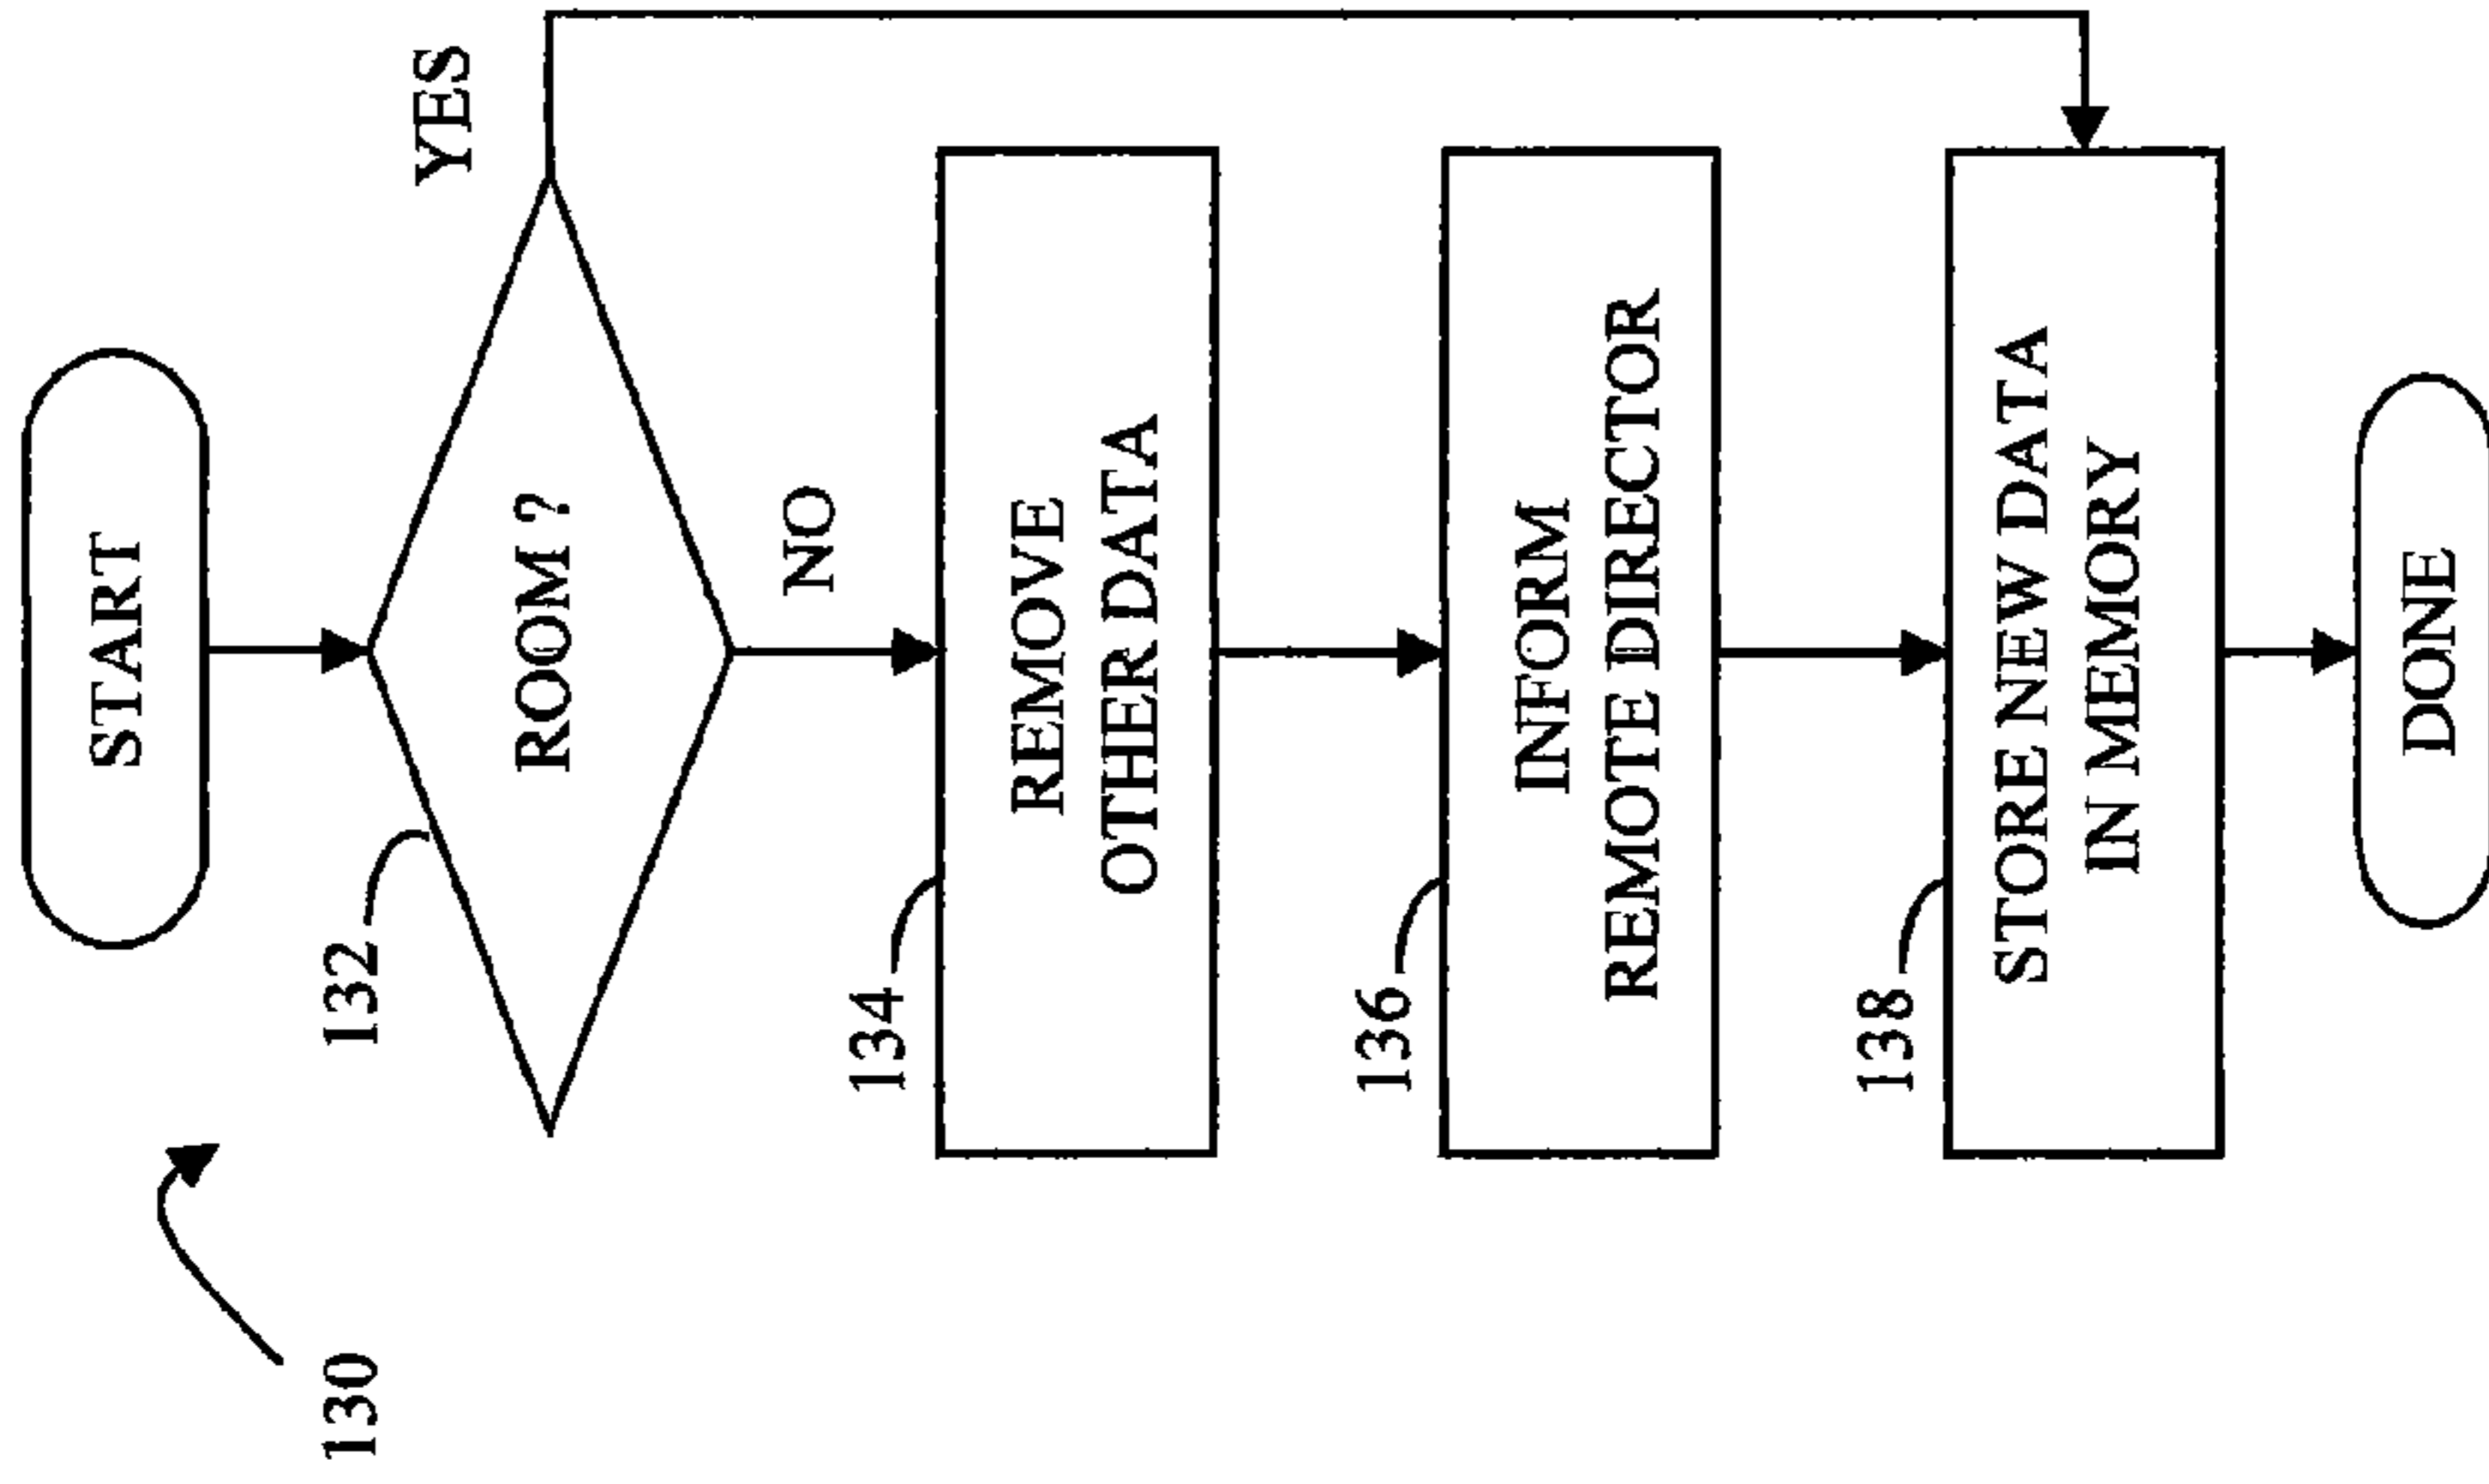 130
START
132
ROOM ?
YES
NO
134
REMOVE
OTHER DATA
136
INFORM
REMOTE DIRECTOR
138
STORE NEW DATA
IN MEMORY
DONE